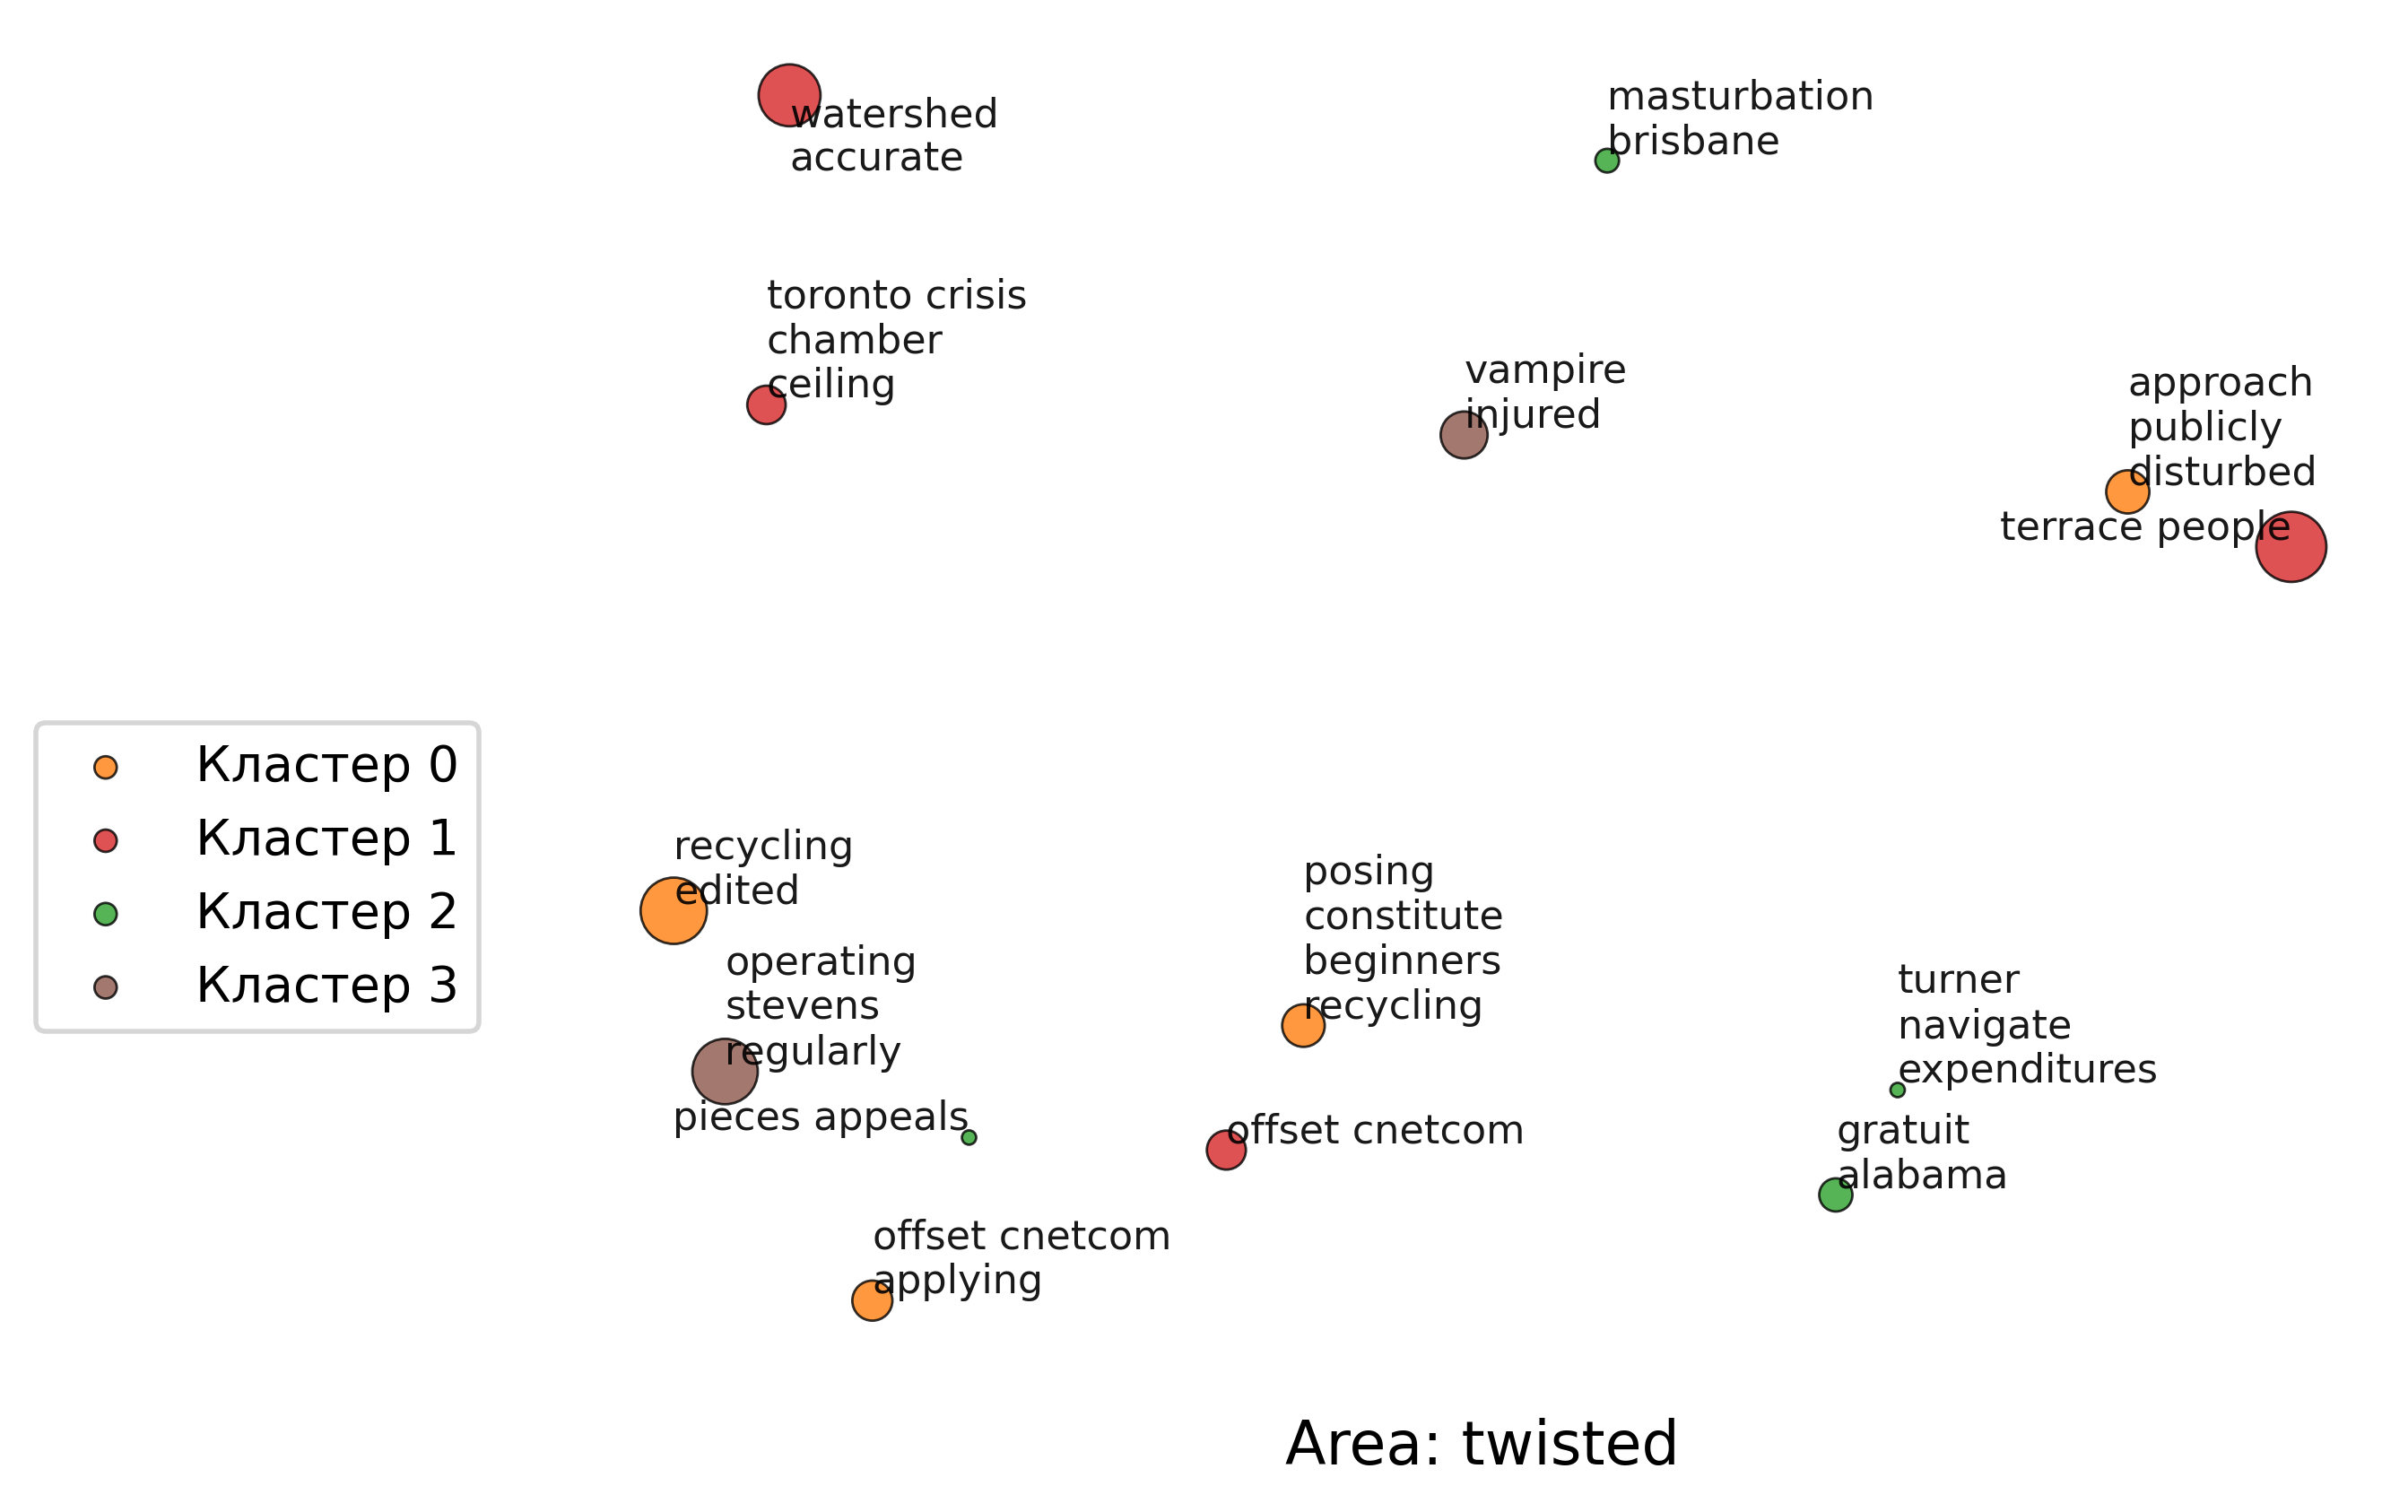 watershed
accurate
masturbation
brisbane
toronto crisis
chamber
ceiling
vampire
injured
approach
publicly
disturbed
terrace people
Кластер 0
Кластер 1
Кластер 2
Кластер 3
recycling
edited
operating
stevens
regularly
pieces appeals
posing
constitute
beginners
recycling
offset cnetcom
turner
navigate
expenditures
gratuit
alabama
offset cnetcom
applying
Area: twisted